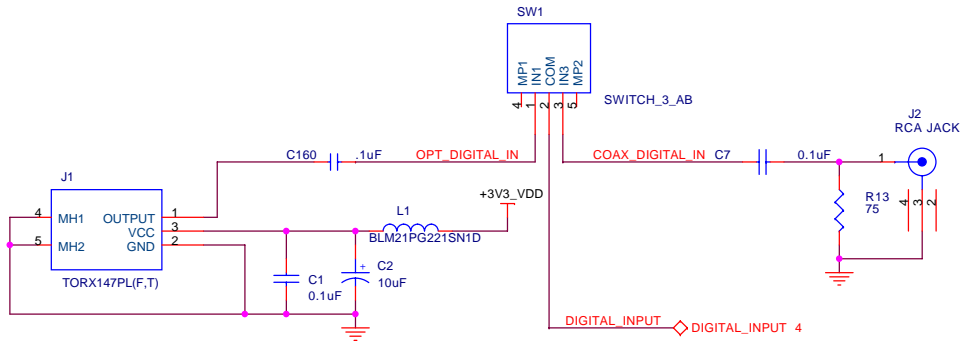 SW1
MP1
IN1
COM
IN3
MP2
4
1
2
3
5
SWITCH_3_AB
J2
RCA JACK
C160
.1uF
OPT_DIGITAL_IN
COAX_DIGITAL_IN
C7
0.1uF
1
J1
4
MH1
OUTPUT
1
VCC
3
5
MH2
GND
2
TORX147PL(F,T)
+3V3_VDD
L1
BLM21PG221SN1D
R13
75
4
3
2
C1
0.1uF
C2
10uF
+
DIGITAL_INPUT
DIGITAL_INPUT 4